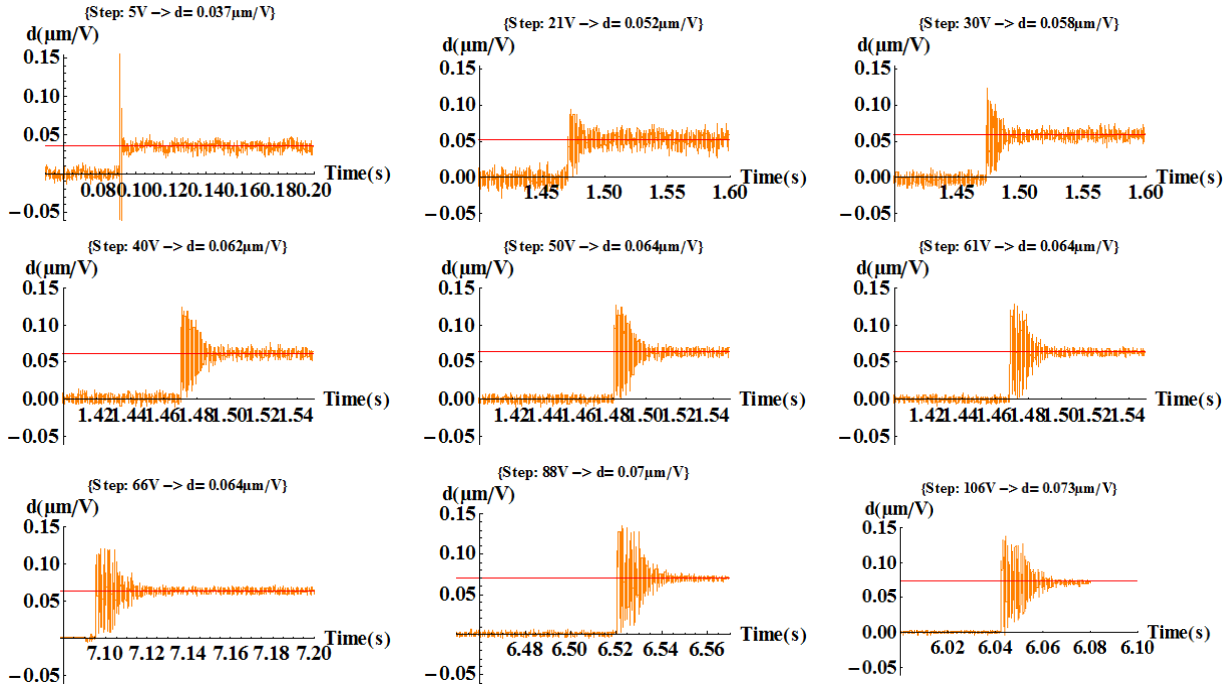 {Step: 5V −> d= 0.037µm/V}
d(µm/V)
0.15
0.10
0.05
0.00
−0.05
0.080.100.120.140.160.180.20
Time(s)
{Step: 21V −> d= 0.052µm/V}
d(µm/V)
0.15
0.10
0.05
0.00
−0.05
1.45 1.50 1.55 1.60
Time(s)
{Step: 30V −> d= 0.058µm/V}
d(µm/V)
0.15
0.10
0.05
0.00
−0.05
1.45 1.50 1.55 1.60
Time(s)
{Step: 40V −> d= 0.062µm/V}
d(µm/V)
0.15
0.10
0.05
0.00
−0.05
1.421.441.461.481.501.521.54
Time(s)
{Step: 50V −> d= 0.064µm/V}
d(µm/V)
0.15
0.10
0.05
0.00
−0.05
1.421.441.461.481.501.521.54
Time(s)
{Step: 61V −> d= 0.064µm/V}
d(µm/V)
0.15
0.10
0.05
0.00
−0.05
1.421.441.461.481.501.521.54
Time(s)
{Step: 66V −> d= 0.064µm/V}
d(µm/V)
0.15
0.10
0.05
0.00
−0.05
7.10 7.12 7.14 7.16 7.18 7.20
Time(s)
{Step: 88V −> d= 0.07µm/V}
d(µm/V)
0.15
0.10
0.05
0.00
−0.05
6.48 6.50 6.52 6.54 6.56
Time(s)
{Step: 106V −> d= 0.073µm/V}
d(µm/V)
0.15
0.10
0.05
0.00
−0.05
6.02 6.04 6.06 6.08 6.10
Time(s)